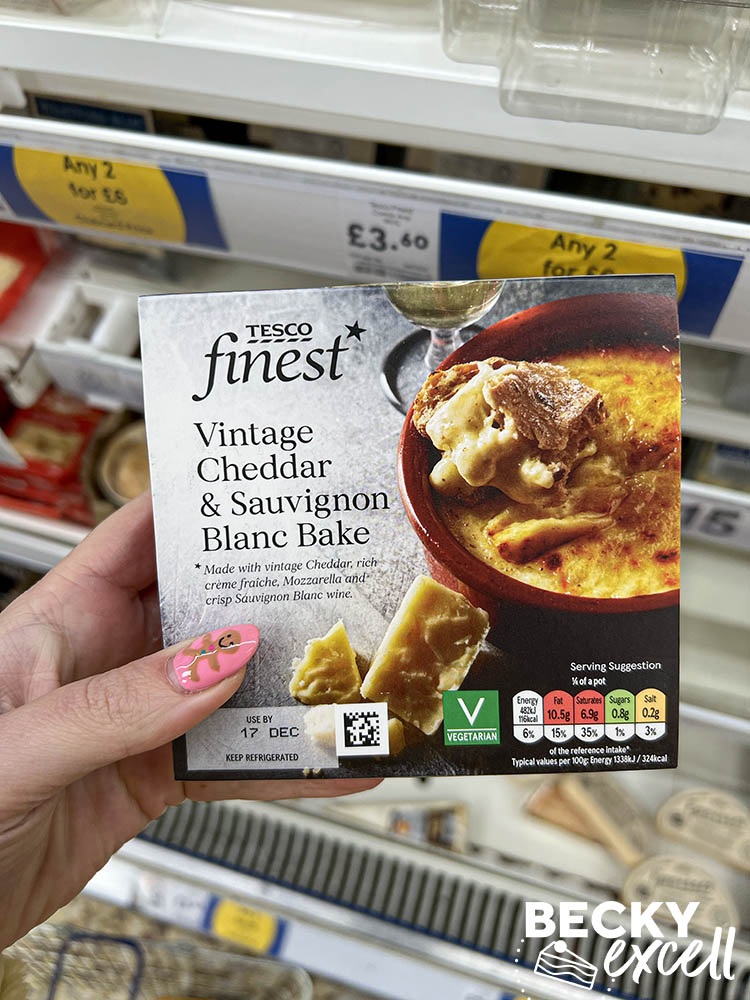 Any 2
for £6
£3.60
Any 2
for £6
TESCO
finest*
Vintage
Cheddar
& Sauvignon
Blanc Bake
*Made with vintage Cheddar, rich
crème fraîche, Mozzarella and
crisp Sauvignon Blanc wine.
USE BY
17 DEC
KEEP REFRIGERATED
V
VEGETARIAN
Serving Suggestion
¼ of a pot
Energy
482kJ
116kcal
6%
Fat
10.5g
15%
Saturates
6.9g
35%
Sugars
0.8g
1%
Salt
0.2g
3%
of the reference intake*
Typical values per 100g: Energy 1338kJ / 324kcal
15
BECKY
excell